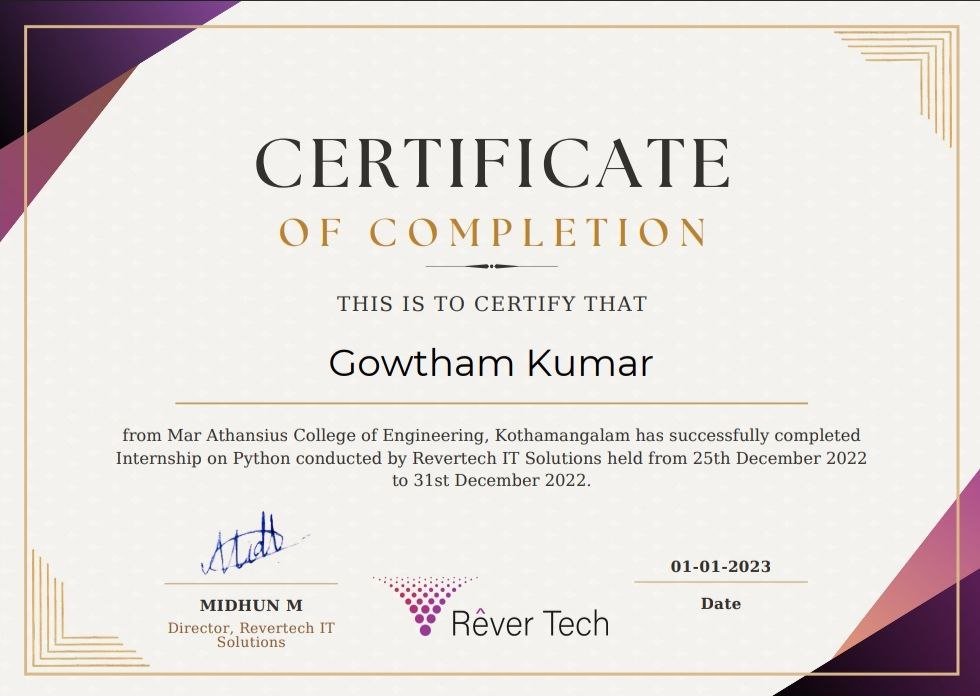 CERTIFICATE
OF COMPLETION
THIS IS TO CERTIFY THAT
Gowtham Kumar
from Mar Athansius College of Engineering, Kothamangalam has successfully completed
Internship on Python conducted by Revertech IT Solutions held from 25th December 2022
to 31st December 2022.
MIDHUN M
Director, Revertech IT
Solutions
Rêver Tech
01-01-2023
Date